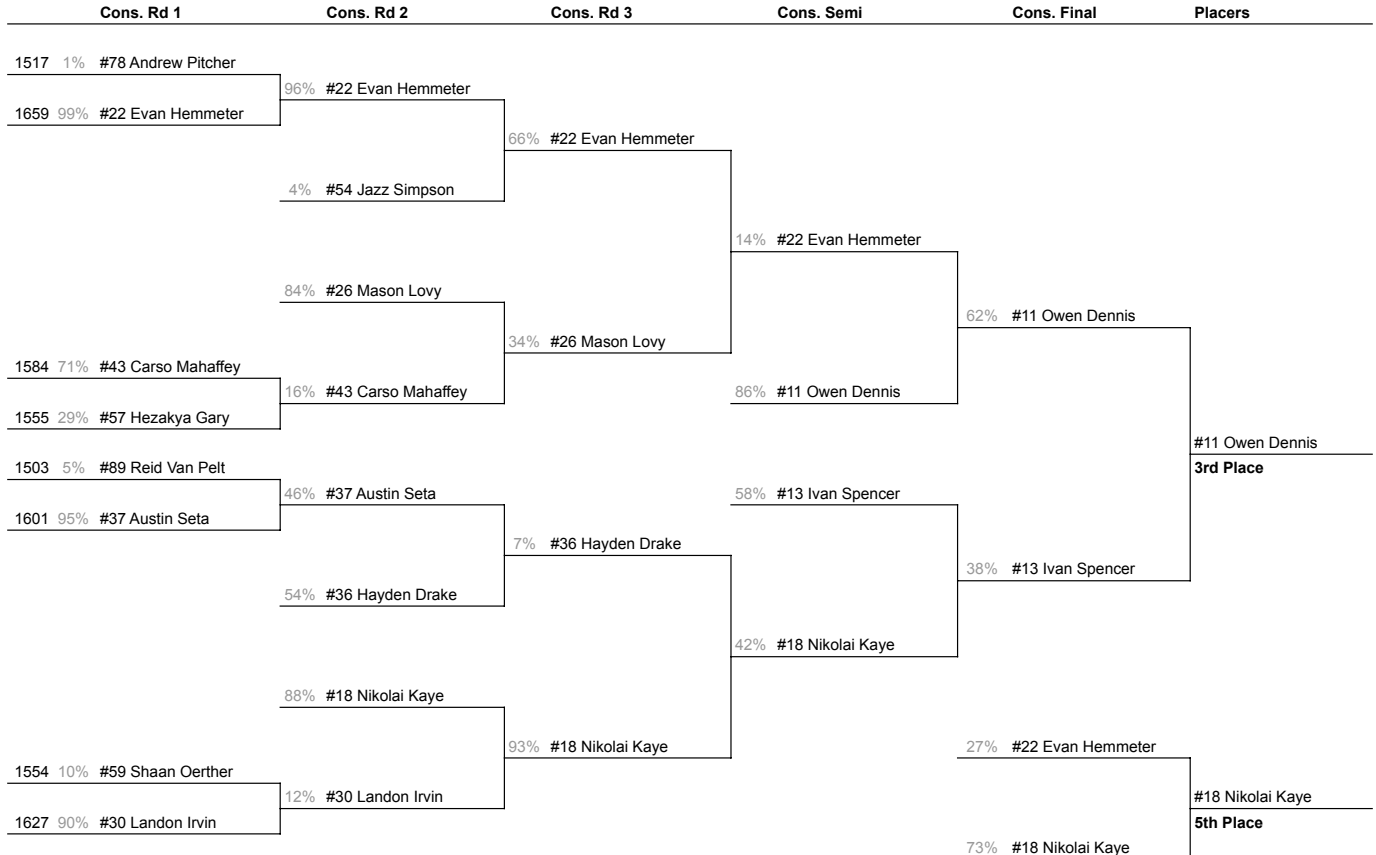 Cons. Rd 1 Cons. Rd 2 Cons. Rd 3 Cons. Semi Cons. Final Placers
1517 1% #78 Andrew Pitcher
96% #22 Evan Hemmeter
1659 99% #22 Evan Hemmeter
66% #22 Evan Hemmeter
4% #54 Jazz Simpson
14% #22 Evan Hemmeter
84% #26 Mason Lovy
62% #11 Owen Dennis
34% #26 Mason Lovy
1584 71% #43 Carso Mahaffey
16% #43 Carso Mahaffey 86% #11 Owen Dennis
1555 29% #57 Hezakya Gary
#11 Owen Dennis
1503 5% #89 Reid Van Pelt 3rd Place
46% #37 Austin Seta 58% #13 Ivan Spencer
1601 95% #37 Austin Seta
7% #36 Hayden Drake
38% #13 Ivan Spencer
54% #36 Hayden Drake
42% #18 Nikolai Kaye
88% #18 Nikolai Kaye
93% #18 Nikolai Kaye 27% #22 Evan Hemmeter
1554 10% #59 Shaan Oerther
12% #30 Landon Irvin #18 Nikolai Kaye
1627 90% #30 Landon Irvin 5th Place
73% #18 Nikolai Kaye